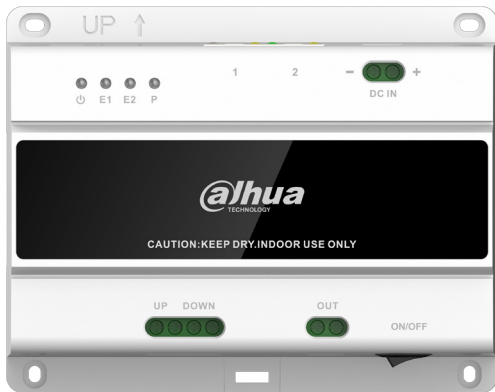 UP ↑
1 2 - +
⏻ E1 E2 P DC IN
alhua
TECHNOLOGY
CAUTION:KEEP DRY.INDOOR USE ONLY
UP DOWN OUT
ON/OFF